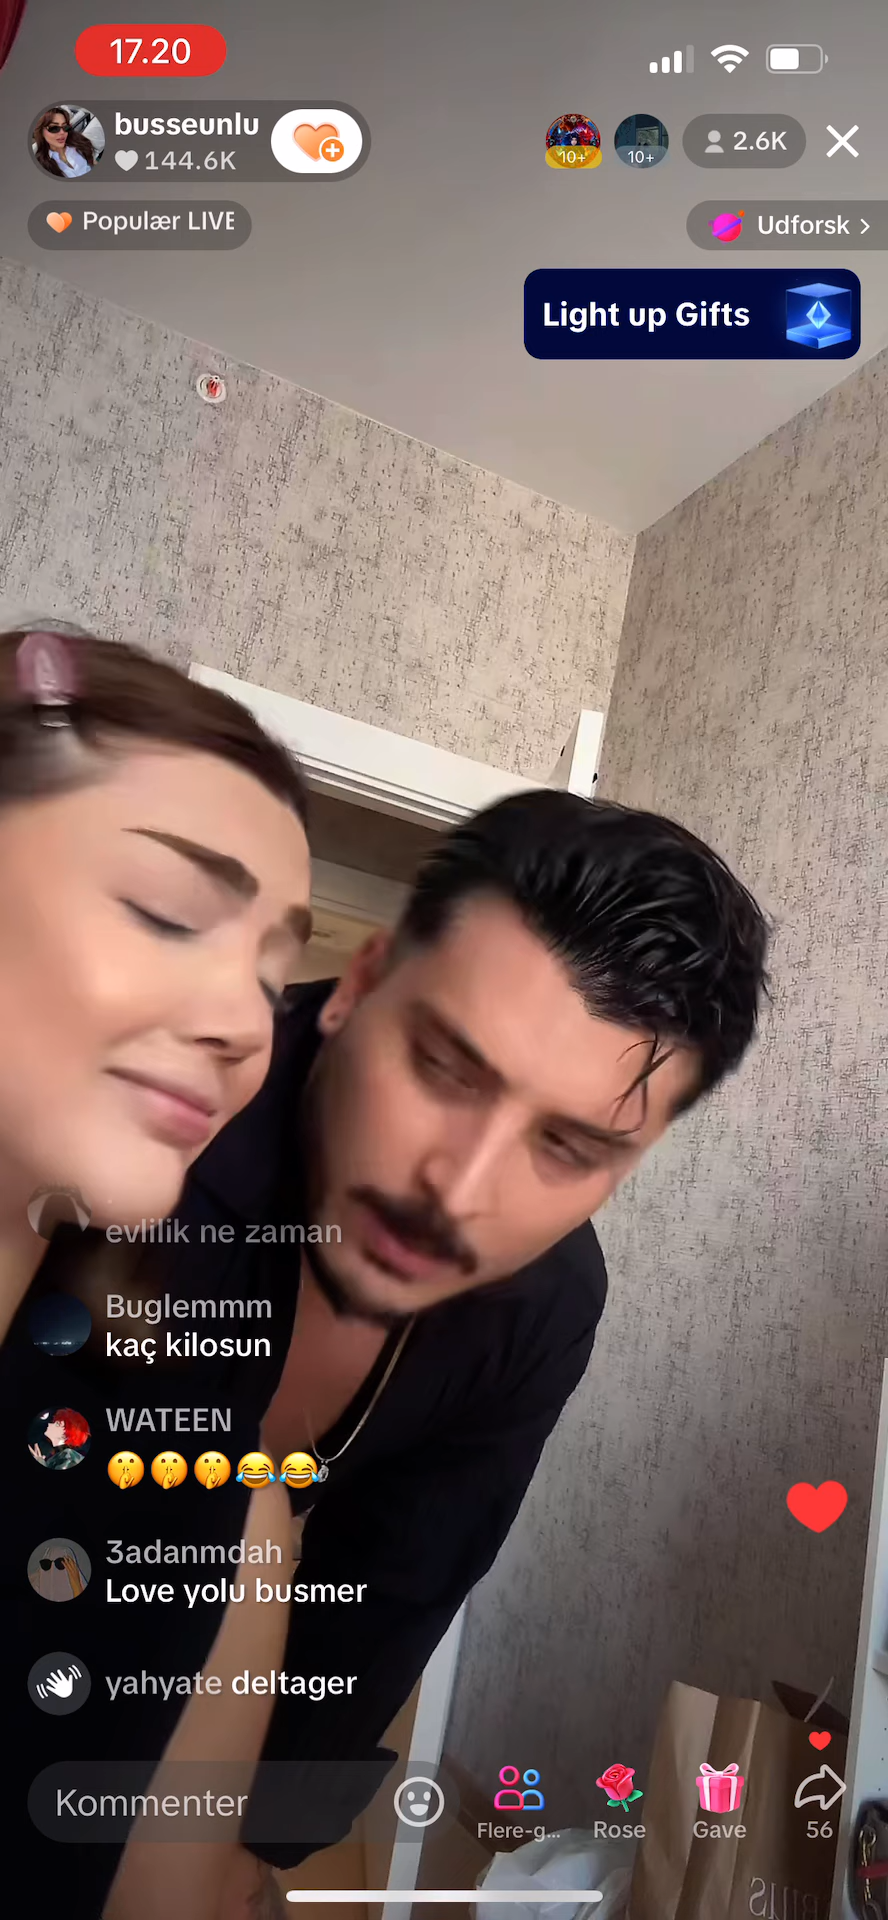 17.20
busseunlu
144.6K
10+
10+
2.6K
Populær LIVE
Udforsk >
Light up Gifts
evlilik ne zaman
Buglemmm
kaç kilosun
WATEEN
🤫🤫🤫😂😂
3adanmdah
Love yolu busmer
yahyate deltager
Kommenter
Flere-g...
Rose
Gave
56